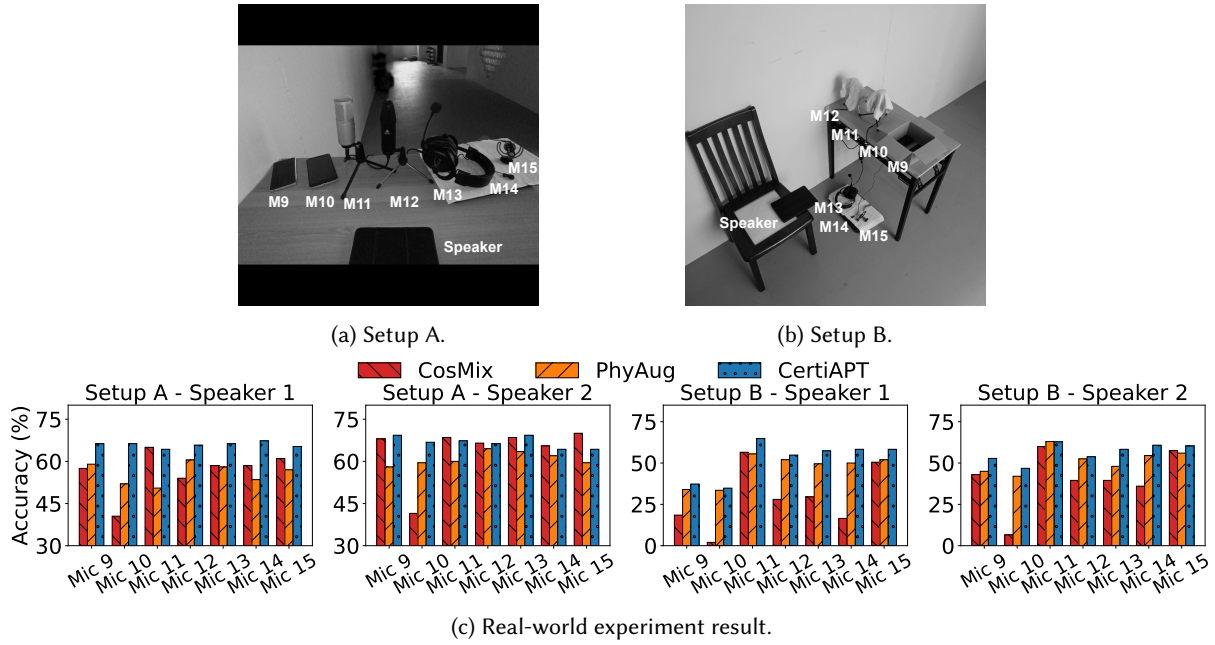 M9 M10 M11 M12 M13 M14 M15
Speaker
M12
M11
M10
M9
M13
Speaker
M14
M15
(a) Setup A.
(b) Setup B.
CosMix PhyAug CertiAPT
Setup A - Speaker 1
Setup A - Speaker 2
Setup B - Speaker 1
Setup B - Speaker 2
Accuracy (%)
75
60
45
30
Mic 9 Mic 10 Mic 11 Mic 12 Mic 13 Mic 14 Mic 15
75
60
45
30
Mic 9 Mic 10 Mic 11 Mic 12 Mic 13 Mic 14 Mic 15
75
50
25
0
Mic 9 Mic 10 Mic 11 Mic 12 Mic 13 Mic 14 Mic 15
75
50
25
0
Mic 9 Mic 10 Mic 11 Mic 12 Mic 13 Mic 14 Mic 15
(c) Real-world experiment result.